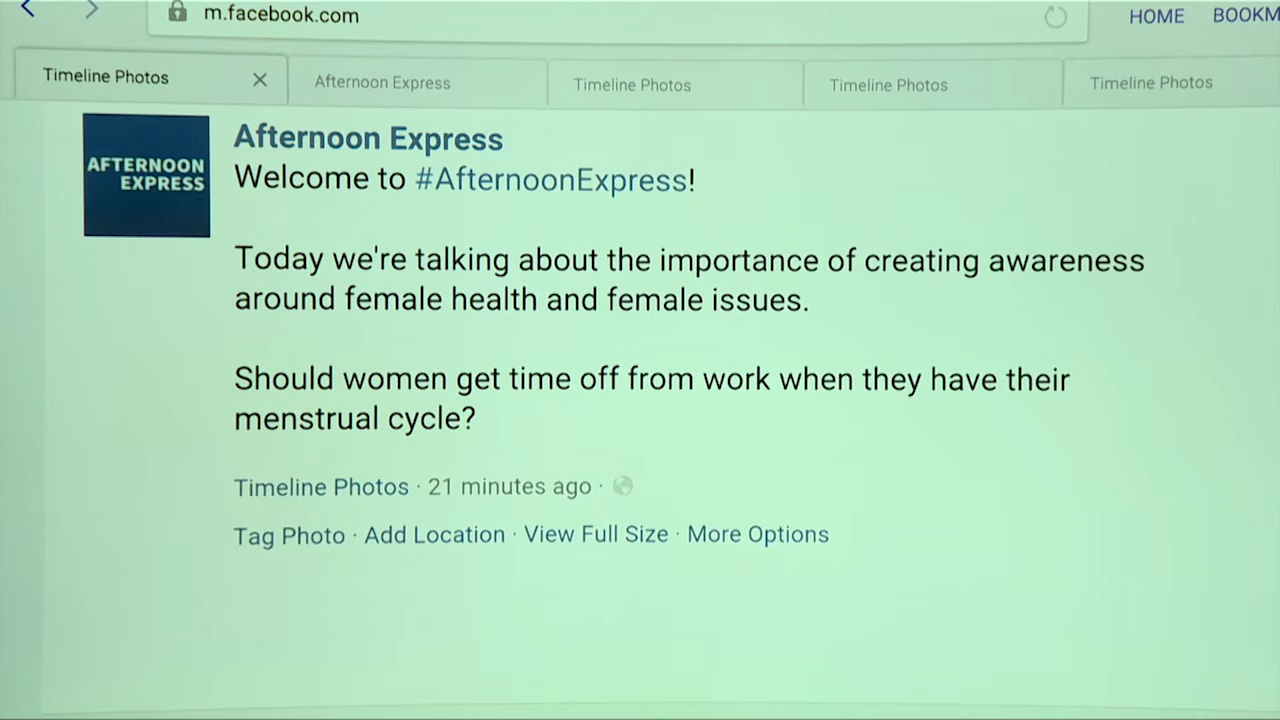 m.facebook.com
HOME BOOKM
Timeline Photos
Afternoon Express
Timeline Photos
Timeline Photos
Timeline Photos
AFTERNOON
EXPRESS
Afternoon Express
Welcome to #AfternoonExpress!
Today we're talking about the importance of creating awareness
around female health and female issues.
Should women get time off from work when they have their
menstrual cycle?
Timeline Photos · 21 minutes ago ·
Tag Photo · Add Location · View Full Size · More Options